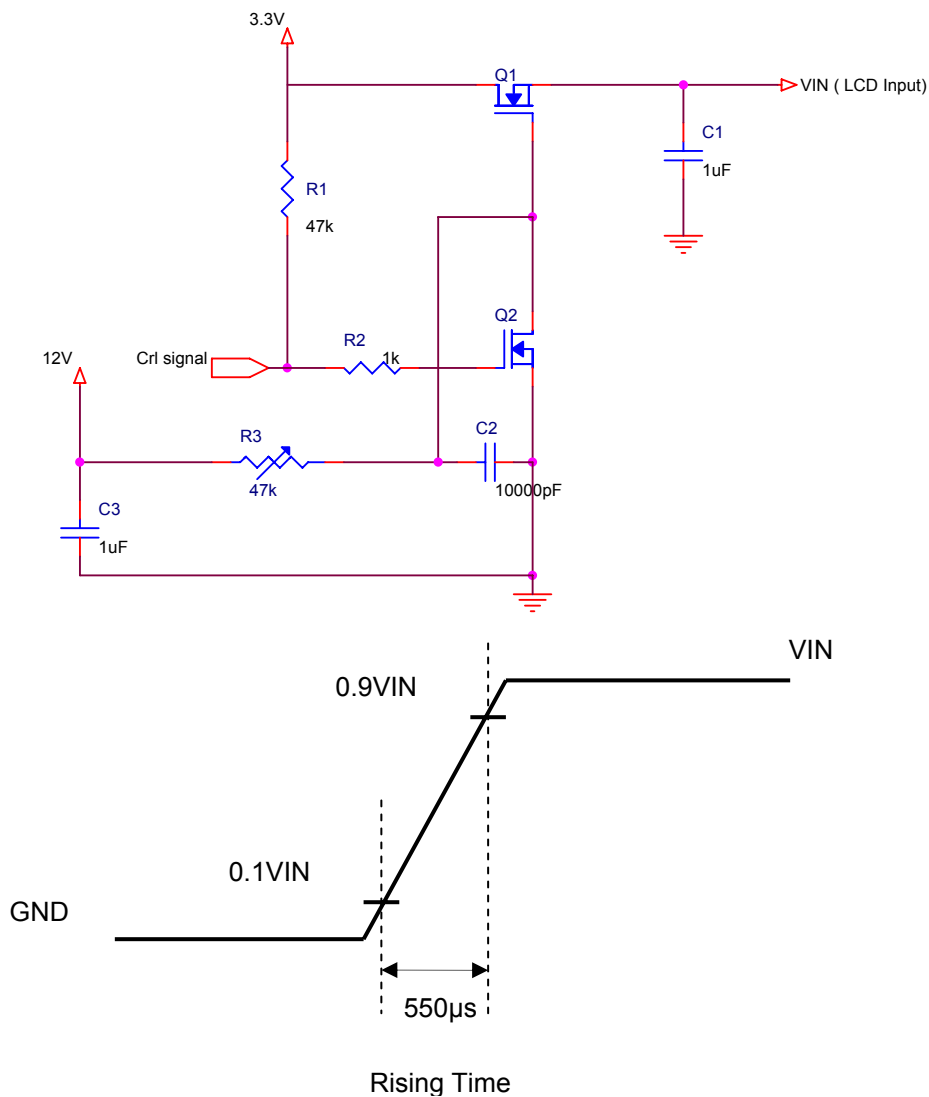 3.3V
Q1
VIN ( LCD Input)
C1
1uF
R1
47k
Q2
R2
1k
12V
Crl signal
C2
R3
47k
10000pF
C3
1uF
VIN
0.9VIN
0.1VIN
GND
550µs
Rising Time